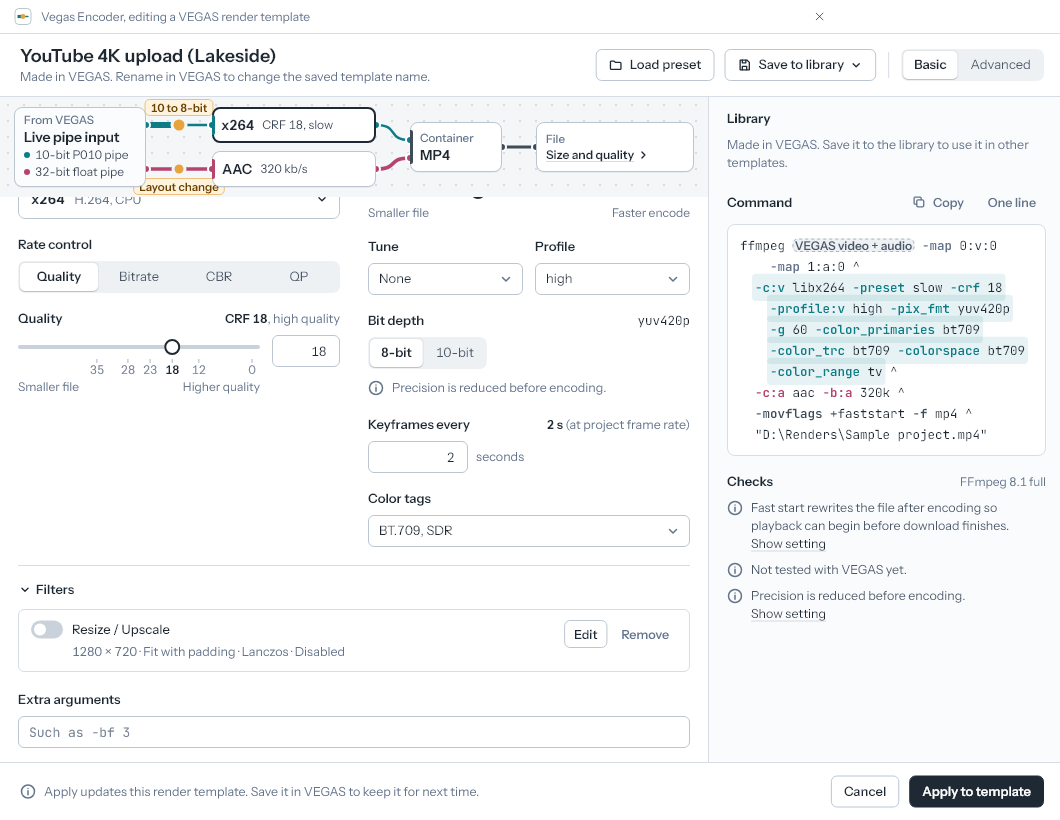 Vegas Encoder, editing a VEGAS render template
YouTube 4K upload (Lakeside)
Made in VEGAS. Rename in VEGAS to change the saved template name.
Load preset
Save to library
Basic
Advanced
From VEGAS
Live pipe input
10-bit P010 pipe
32-bit float pipe
10 to 8-bit
Layout change
x264 CRF 18, slow
AAC 320 kb/s
Container
MP4
File
Size and quality
x264 H.264, CPU
Smaller file
Faster encode
Rate control
Quality
Bitrate
CBR
QP
Quality
CRF 18, high quality
18
35 28 23 18 12 0
Smaller file
Higher quality
Tune
None
Profile
high
Bit depth
yuv420p
8-bit
10-bit
Precision is reduced before encoding.
Keyframes every
2 s (at project frame rate)
2 seconds
Color tags
BT.709, SDR
Filters
Resize / Upscale
1280 × 720 · Fit with padding · Lanczos · Disabled
Edit
Remove
Extra arguments
Such as -bf 3
Library
Made in VEGAS. Save it to the library to use it in other
templates.
Command
Copy
One line
ffmpeg VEGAS video + audio -map 0:v:0
-map 1:a:0 ^
-c:v libx264 -preset slow -crf 18
-profile:v high -pix_fmt yuv420p
-g 60 -color_primaries bt709
-color_trc bt709 -colorspace bt709
-color_range tv ^
-c:a aac -b:a 320k ^
-movflags +faststart -f mp4 ^
"D:\Renders\Sample project.mp4"
Checks
FFmpeg 8.1 full
Fast start rewrites the file after encoding so
playback can begin before download finishes.
Show setting
Not tested with VEGAS yet.
Precision is reduced before encoding.
Show setting
Apply updates this render template. Save it in VEGAS to keep it for next time.
Cancel
Apply to template